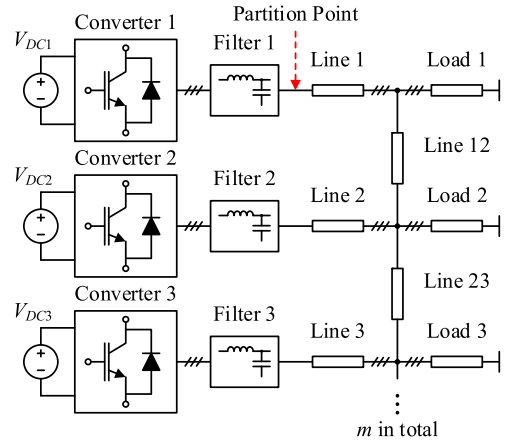 Partition Point
Converter 1
V_DC1
Filter 1
Line 1
Load 1
Line 12
Converter 2
V_DC2
Filter 2
Line 2
Load 2
Line 23
Converter 3
V_DC3
Filter 3
Line 3
Load 3
m in total